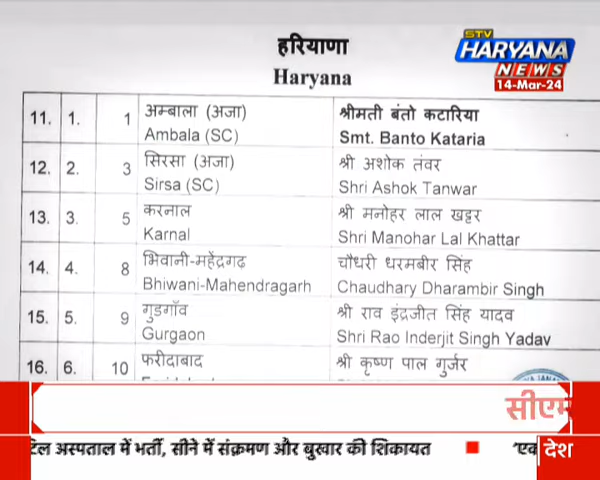 हरियाणा
Haryana
STV
HARYANA
NEWS
14-Mar-24
11. 1. 1 अम्बाला (अजा) श्रीमती बंतो कटारिया
Ambala (SC) Smt. Banto Kataria
12. 2. 3 सिरसा (अजा) श्री अशोक तंवर
Sirsa (SC) Shri Ashok Tanwar
13. 3. 5 करनाल श्री मनोहर लाल खट्टर
Karnal Shri Manohar Lal Khattar
14. 4. 8 भिवानी-महेंद्रगढ़ चौधरी धरमबीर सिंह
Bhiwani-Mahendragarh Chaudhary Dharambir Singh
15. 5. 9 गुड़गाँव श्री राव इंद्रजीत सिंह यादव
Gurgaon Shri Rao Inderjit Singh Yadav
16. 6. 10 फरीदाबाद श्री कृष्ण पाल गुर्जर
सीएम
अस्पताल में भर्ती, सीने में संक्रमण और बुखार की शिकायत
देश